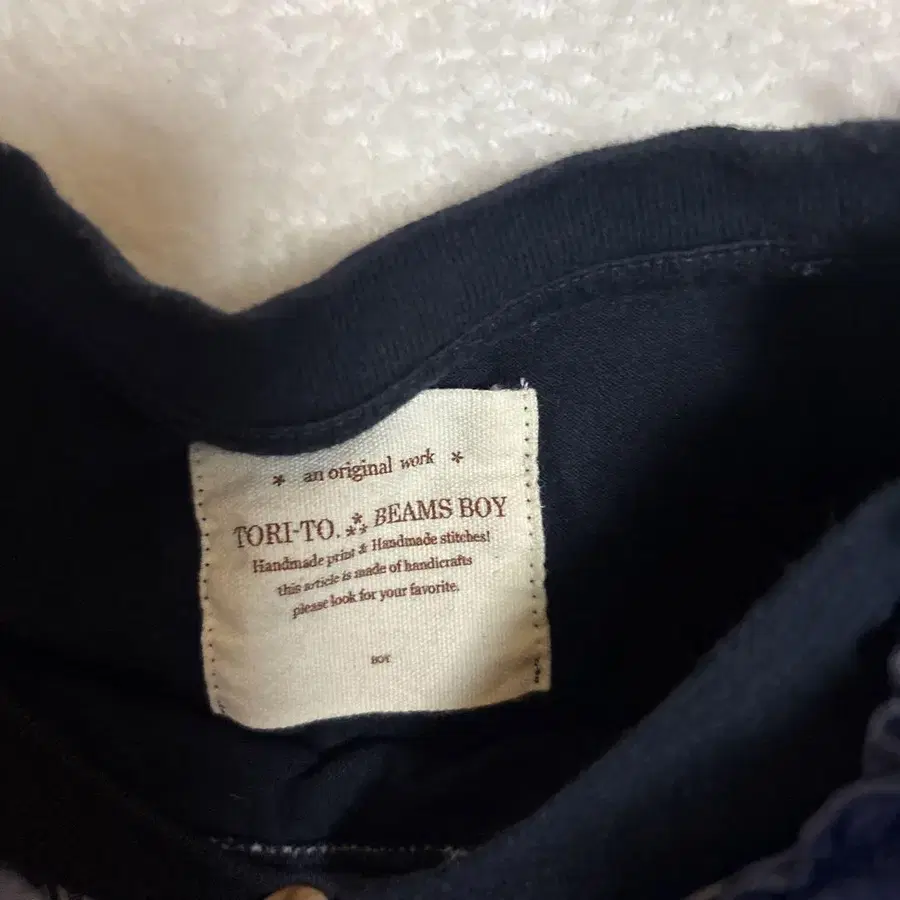 * an original work *
TORI-TO. ⁂ BEAMS BOY
Handmade print & Handmade stitches!
this article is made of handicrafts
please look for your favorite.
BOY